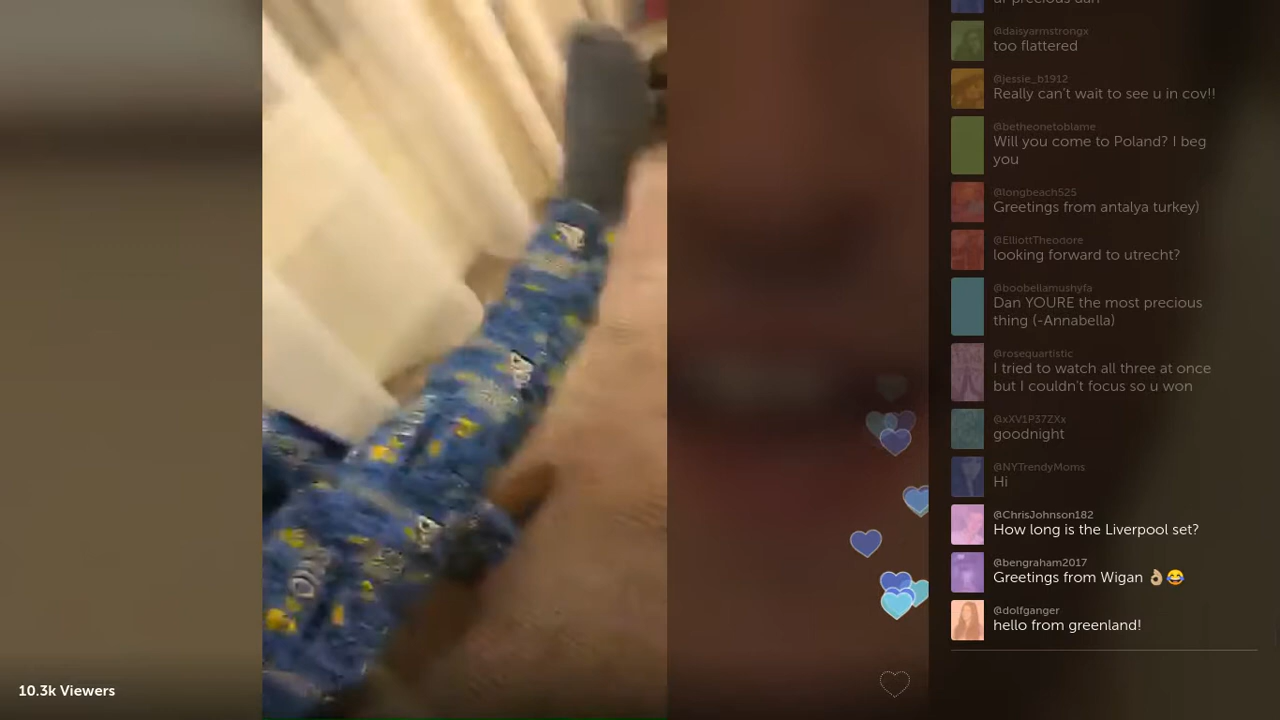 ur precious dan
@daisyarmstrongx
too flattered
@jessie_b1912
Really can't wait to see u in cov!!
@betheonetoblame
Will you come to Poland? I beg
you
@longbeach525
Greetings from antalya turkey)
@ElliottTheodore
looking forward to utrecht?
@boobellamushyfa
Dan YOURE the most precious
thing (-Annabella)
@rosequartistic
I tried to watch all three at once
but I couldn't focus so u won
@xXV1P37ZXx
goodnight
@NYTrendyMoms
Hi
@ChrisJohnson182
How long is the Liverpool set?
@bengraham2017
Greetings from Wigan 👌🏼😂
@dolfganger
hello from greenland!
10.3k Viewers